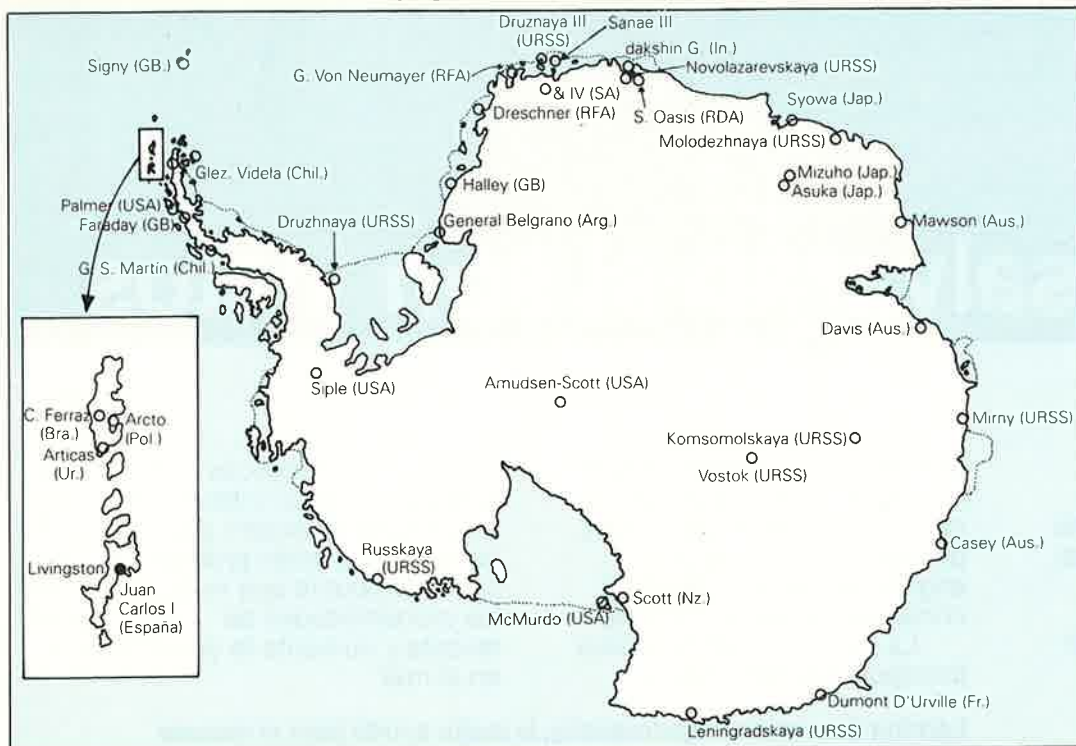 Druznaya III
(URSS)
Sanae III
Signy (GB.)
dakshin G. (In.)
G. Von Neumayer (RFA)
Novolazarevskaya (URSS)
& IV (SA)
Dreschner (RFA)
S. Oasis (RDA)
Syowa (Jap.)
Molodezhnaya (URSS)
Glez. Videla (Chil.)
Halley (GB)
Mizuho (Jap.)
Asuka (Jap.)
Palmer (USA)
Faraday (GB)
Druzhnaya (URSS)
General Belgrano (Arg.)
Mawson (Aus.)
G. S. Martín (Chil.)
Davis (Aus.)
Siple (USA)
Amudsen-Scott (USA)
C. Ferraz
(Bra.)
Arcto.
(Pol.)
Articas
(Ur.)
Komsomolskaya (URSS)
Mirny (URSS)
Vostok (URSS)
Casey (Aus.)
Livingston
Juan
Carlos I
(España)
Russkaya
(URSS)
McMurdo (USA)
Scott (Nz.)
Dumont D'Urville (Fr.)
Leningradskaya (URSS)